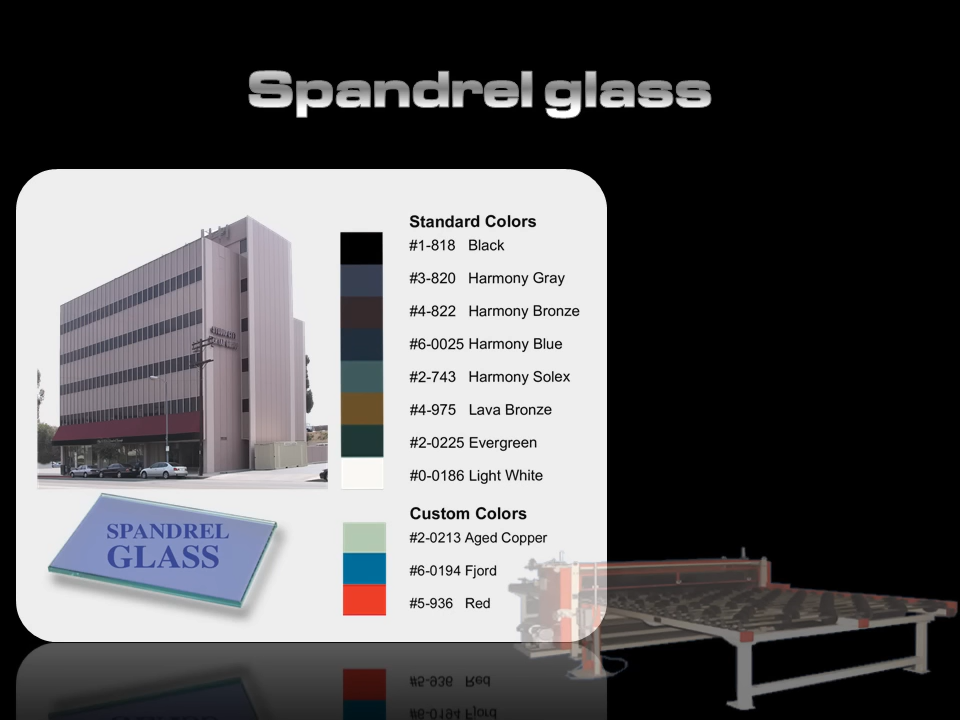 Spandrel glass
Standard Colors
#1-818 Black
#3-820 Harmony Gray
#4-822 Harmony Bronze
#6-0025 Harmony Blue
#2-743 Harmony Solex
#4-975 Lava Bronze
#2-0225 Evergreen
#0-0186 Light White
Custom Colors
#2-0213 Aged Copper
#6-0194 Fjord
#5-936 Red
SPANDREL
GLASS